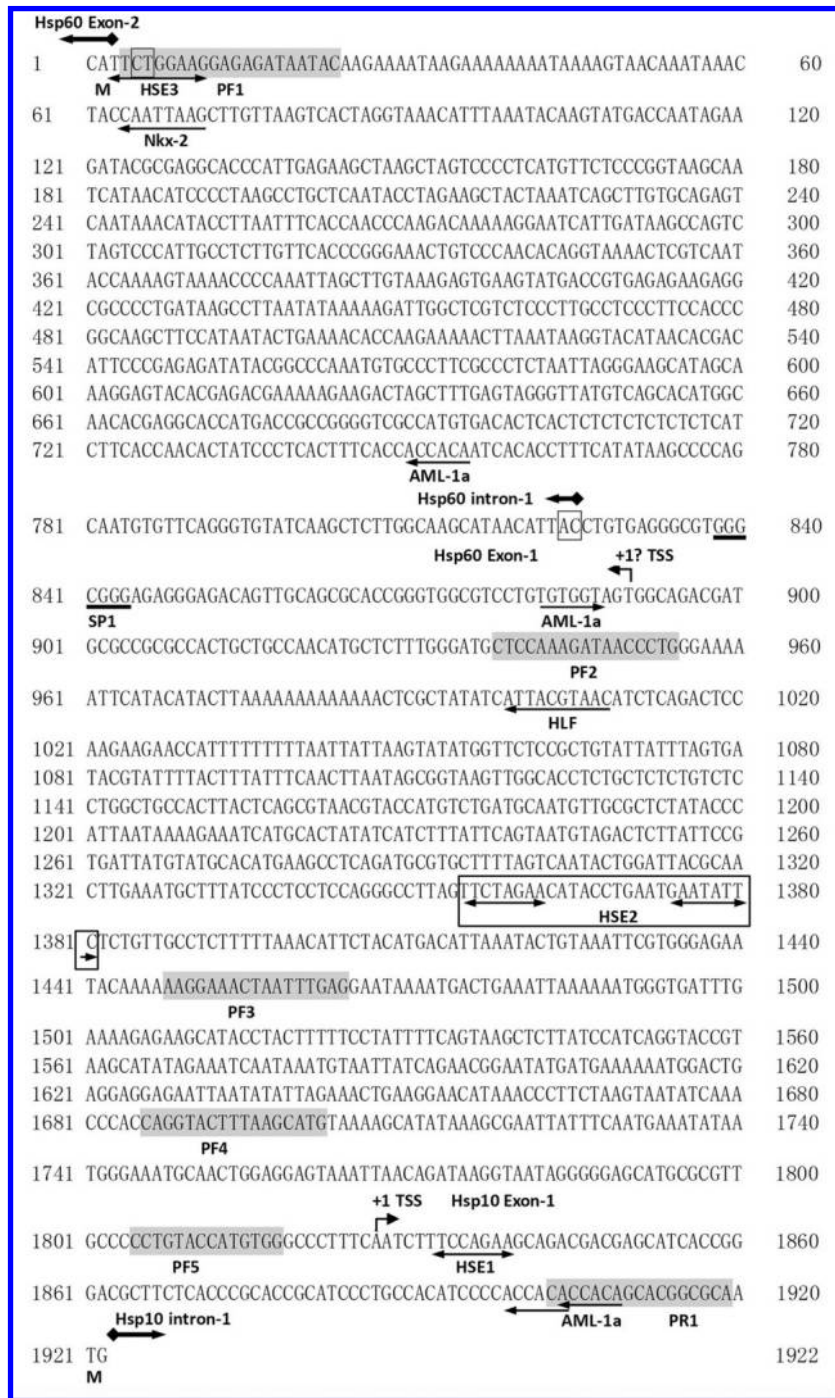 Hsp60 Exon-2
1 CATTCTGGAAGGAGAGATAATACAAGAAAATAAGAAAAAAAATAAAAGTAACAAATAAAC 60
M HSE3 PF1
61 TACCAATTAAGCTTGTTAAGTCACTAGGTAAACATTTAAATACAAGTATGACCAATAGAA 120
Nkx-2
121 GATACGCGAGGCACCCATTGAGAAGCTAAGCTAGTCCCCTCATGTTCTCCCGGTAAGCAA 180
181 TCATAACATCCCCTAAGCCTGCTCAATACCTAGAAGCTACTAAATCAGCTTGTGCAGAGT 240
241 CAATAAACATACCTTAATTTCACCAACCCAAGACAAAAAGGAATCATTGATAAGCCAGTC 300
301 TAGTCCCATTGCCTCTTGTTCACCCGGGAAACTGTCCCAACACAGGTAAAACTCGTCAAT 360
361 ACCAAAAGTAAAACCCCAAATTAGCTTGTAAAGAGTGAAGTATGACCGTGAGAGAAGAGG 420
421 CGCCCCTGATAAGCCTTAATATAAAAAGATTGGCTCGTCTCCCTTGCCTCCCTTCCACCC 480
481 GGCAAGCTTCCATAATACTGAAAACACCAAGAAAAACTTAAATAAGGTACATAACACGAC 540
541 ATTCCCGAGAGATATACGGCCCAAATGTGCCCTTCGCCCTCTAATTAGGGAAGCATAGCA 600
601 AAGGAGTACACGAGACGAAAAAGAAGACTAGCTTTGAGTAGGGTTATGTCAGCACATGGC 660
661 AACACGAGGCACCATGACCGCCGGGGTCGCCATGTGACACTCACTCTCTCTCTCTCTCAT 720
721 CTTCACCAACACTATCCCTCACTTTCACCACCACAATCACACCTTTCATATAAGCCCCAG 780
AML-1a
Hsp60 intron-1
781 CAATGTGTTCAGGGTGTATCAAGCTCTTGGCAAGCATAACATTACCTGTGAGGGCGTGGG 840
Hsp60 Exon-1 +1? TSS
841 CGGGAGAGGGAGACAGTTGCAGCGCACCGGGTGGCGTCCTGTGTGGTAGTGGCAGACGAT 900
SP1 AML-1a
901 GCGCCGCGCCACTGCTGCCAACATGCTCTTTGGGATGCTCCAAAGATAACCCTGGGAAAA 960
PF2
961 ATTCATACATACTTAAAAAAAAAAAAACTCGCTATATCATTACGTAACATCTCAGACTCC 1020
HLF
1021 AAGAAGAACCATTTTTTTTTAATTATTAAGTATATGGTTCTCCGCTGTATTATTTAGTGA 1080
1081 TACGTATTTTACTTTATTTCAACTTAATAGCGGTAAGTTGGCACCTCTGCTCTCTGTCTC 1140
1141 CTGGCTGCCACTTACTCAGCGTAACGTACCATGTCTGATGCAATGTTGCGCTCTATACCC 1200
1201 ATTAATAAAAGAAATCATGCACTATATCATCTTTATTCAGTAATGTAGACTCTTATTCCG 1260
1261 TGATTATGTATGCACATGAAGCCTCAGATGCGTGCTTTTAGTCAATACTGGATTACGCAA 1320
1321 CTTGAAATGCTTTATCCCTCCTCCAGGGCCTTAGTTCTAGAACATACCTGAATGAATATT 1380
HSE2
1381 CTCTGTTGCCTCTTTTTAAACATTCTACATGACATTAAATACTGTAAATTCGTGGGAGAA 1440
1441 TACAAAAAAGGAAACTAATTTGAGGAATAAAATGACTGAAATTAAAAAATGGGTGATTTG 1500
PF3
1501 AAAAGAGAAGCATACCTACTTTTTCCTATTTTCAGTAAGCTCTTATCCATCAGGTACCGT 1560
1561 AAGCATATAGAAATCAATAAATGTAATTATCAGAACGGAATATGATGAAAAAATGGACTG 1620
1621 AGGAGGAGAATTAATATATTAGAAACTGAAGGAACATAAACCCTTCTAAGTAATATCAAA 1680
1681 CCCACCAGGTACTTTAAGCATGTAAAAGCATATAAAGCGAATTATTTCAATGAAATATAA 1740
PF4
1741 TGGGAAATGCAACTGGAGGAGTAAATTAACAGATAAGGTAATAGGGGGAGCATGCGCGTT 1800
+1 TSS Hsp10 Exon-1
1801 GCCCCCTGTACCATGTGGGCCCTTTCAATCTTTCCAGAAGCAGACGACGAGCATCACCGG 1860
PF5 HSE1
1861 GACGCTTCTCACCCGCACCGCATCCCTGCCACATCCCCACCACACCACAGCACGGCGCAA 1920
Hsp10 intron-1 AML-1a PR1
1921 TG 1922
M